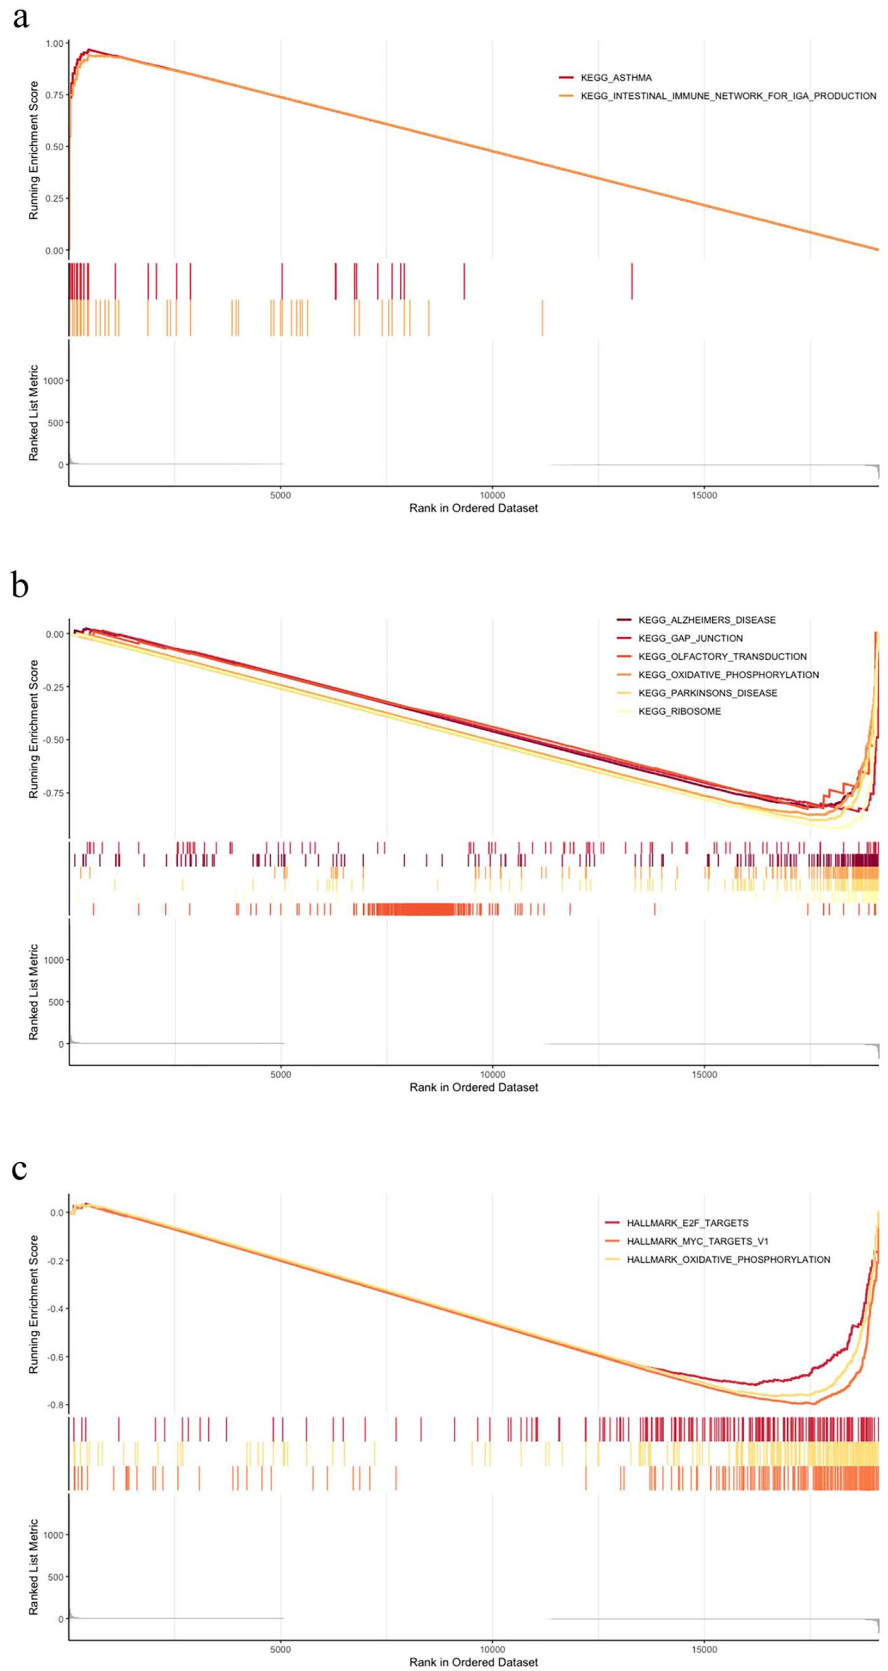 a
1.00
0.75
0.50
0.25
0.00
Running Enrichment Score
KEGG_ASTHMA
KEGG_INTESTINAL_IMMUNE_NETWORK_FOR_IGA_PRODUCTION
1000
500
0
Ranked List Metric
5000 10000 15000
Rank in Ordered Dataset
b
0.00
-0.25
-0.50
-0.75
Running Enrichment Score
KEGG_ALZHEIMERS_DISEASE
KEGG_GAP_JUNCTION
KEGG_OLFACTORY_TRANSDUCTION
KEGG_OXIDATIVE_PHOSPHORYLATION
KEGG_PARKINSONS_DISEASE
KEGG_RIBOSOME
1000
500
0
Ranked List Metric
5000 10000 15000
Rank in Ordered Dataset
c
0.0
-0.2
-0.4
-0.6
-0.8
Running Enrichment Score
HALLMARK_E2F_TARGETS
HALLMARK_MYC_TARGETS_V1
HALLMARK_OXIDATIVE_PHOSPHORYLATION
1000
500
0
Ranked List Metric
5000 10000 15000
Rank in Ordered Dataset